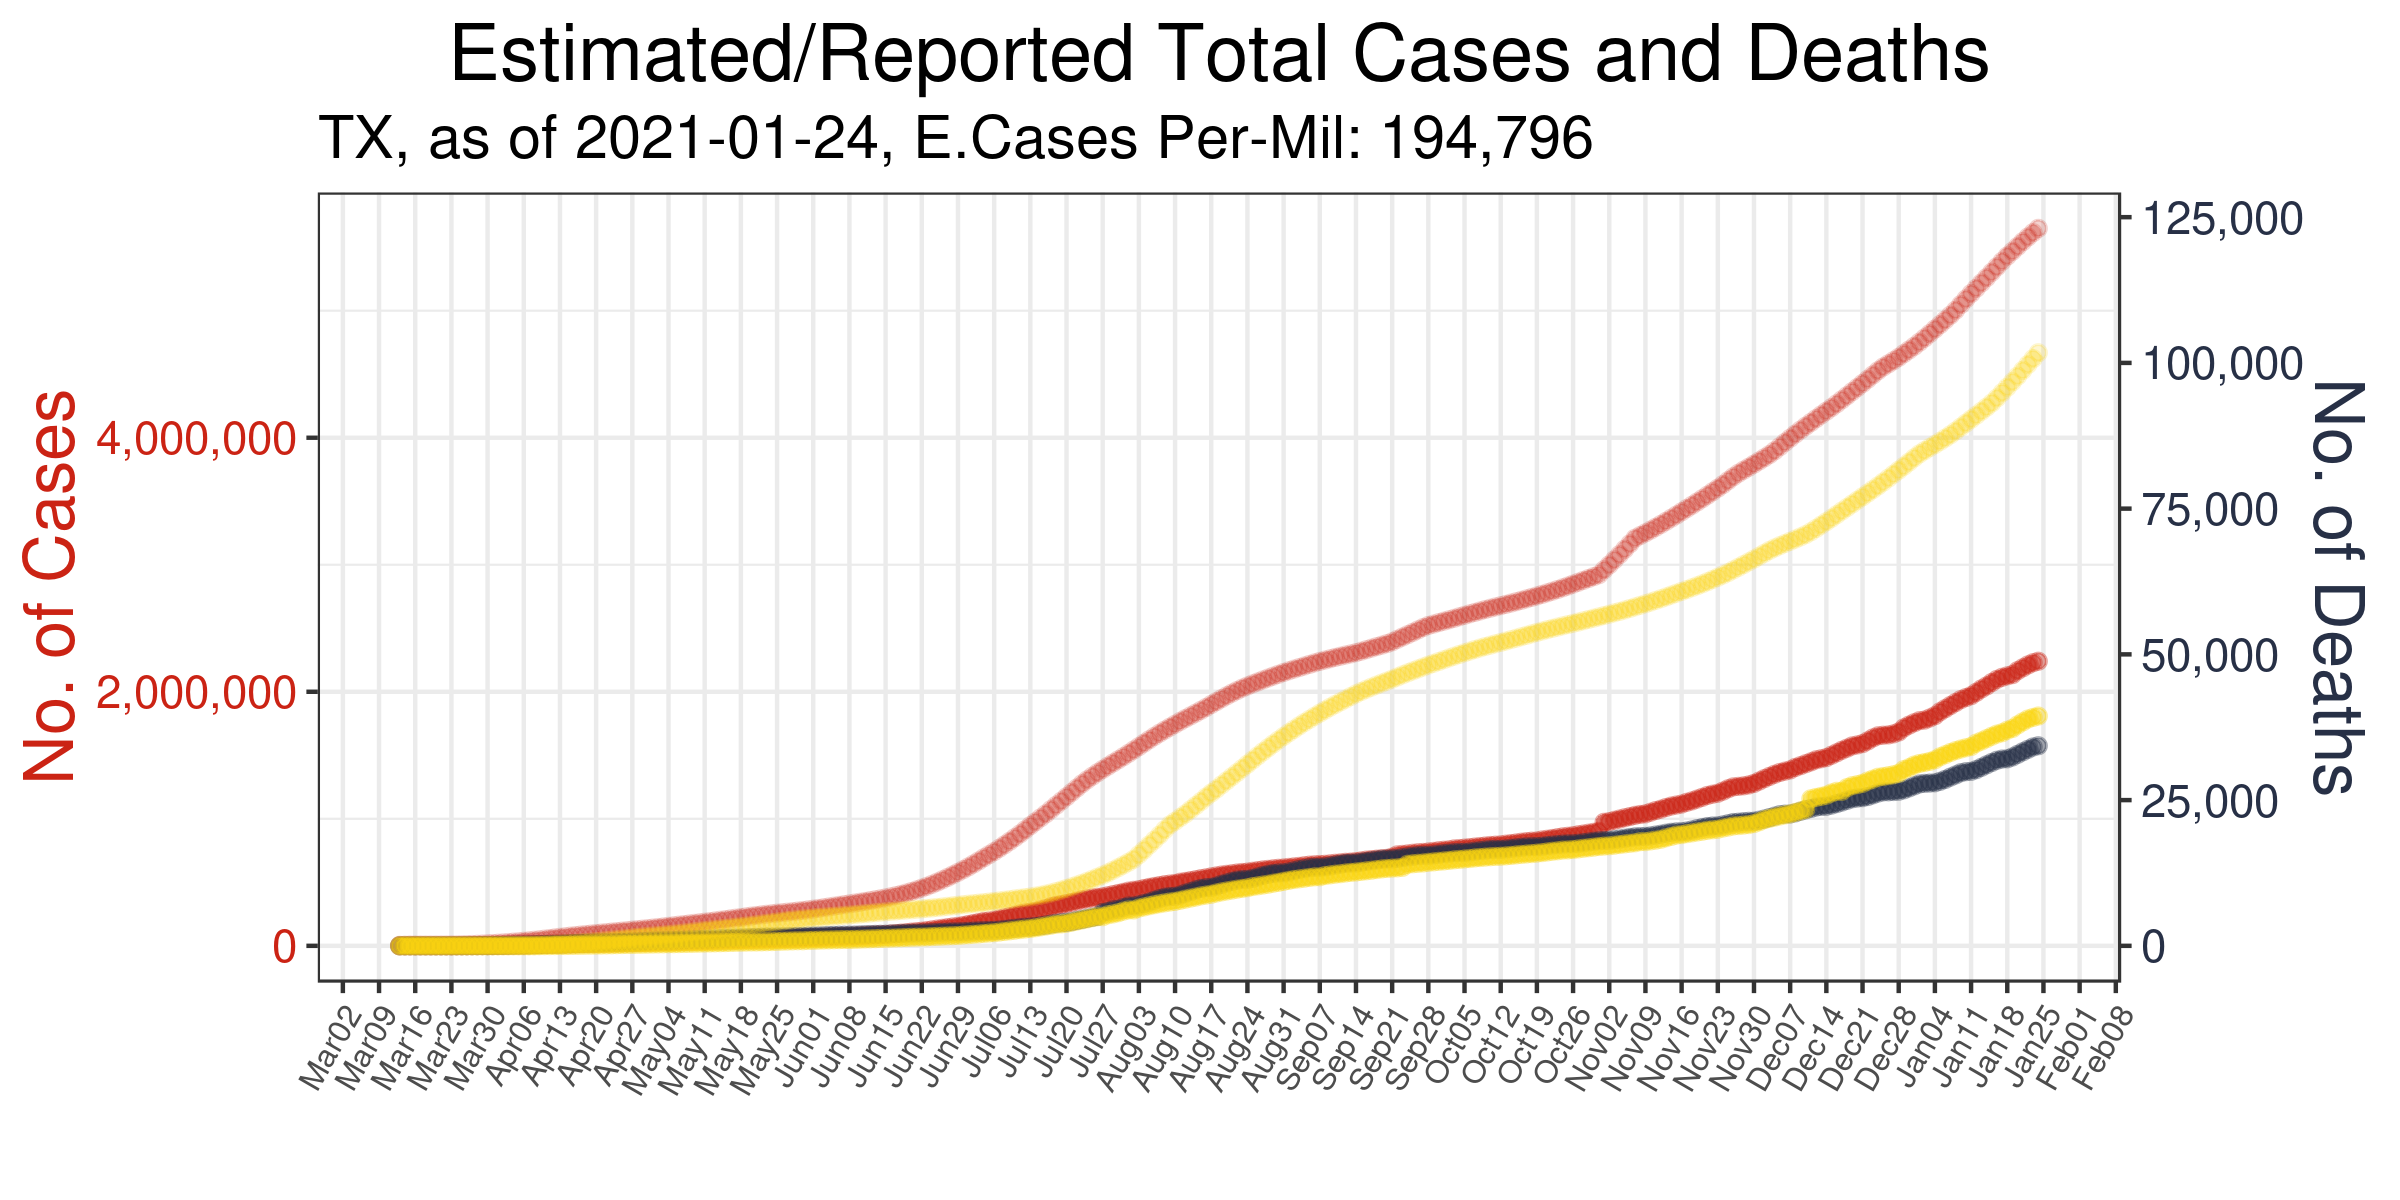 Estimated/Reported Total Cases and Deaths
TX, as of 2021-01-24, E.Cases Per-Mil: 194,796
No. of Cases
4,000,000
2,000,000
0
125,000
100,000
75,000
50,000
25,000
0
No. of Deaths
Mar02 Mar09 Mar16 Mar23 Mar30 Apr06 Apr13 Apr20 Apr27 May04 May11 May18 May25 Jun01 Jun08 Jun15 Jun22 Jun29 Jul06 Jul13 Jul20 Jul27 Aug03 Aug10 Aug17 Aug24 Aug31 Sep07 Sep14 Sep21 Sep28 Oct05 Oct12 Oct19 Oct26 Nov02 Nov09 Nov16 Nov23 Nov30 Dec07 Dec14 Dec21 Dec28 Jan04 Jan11 Jan18 Jan25 Feb01 Feb08